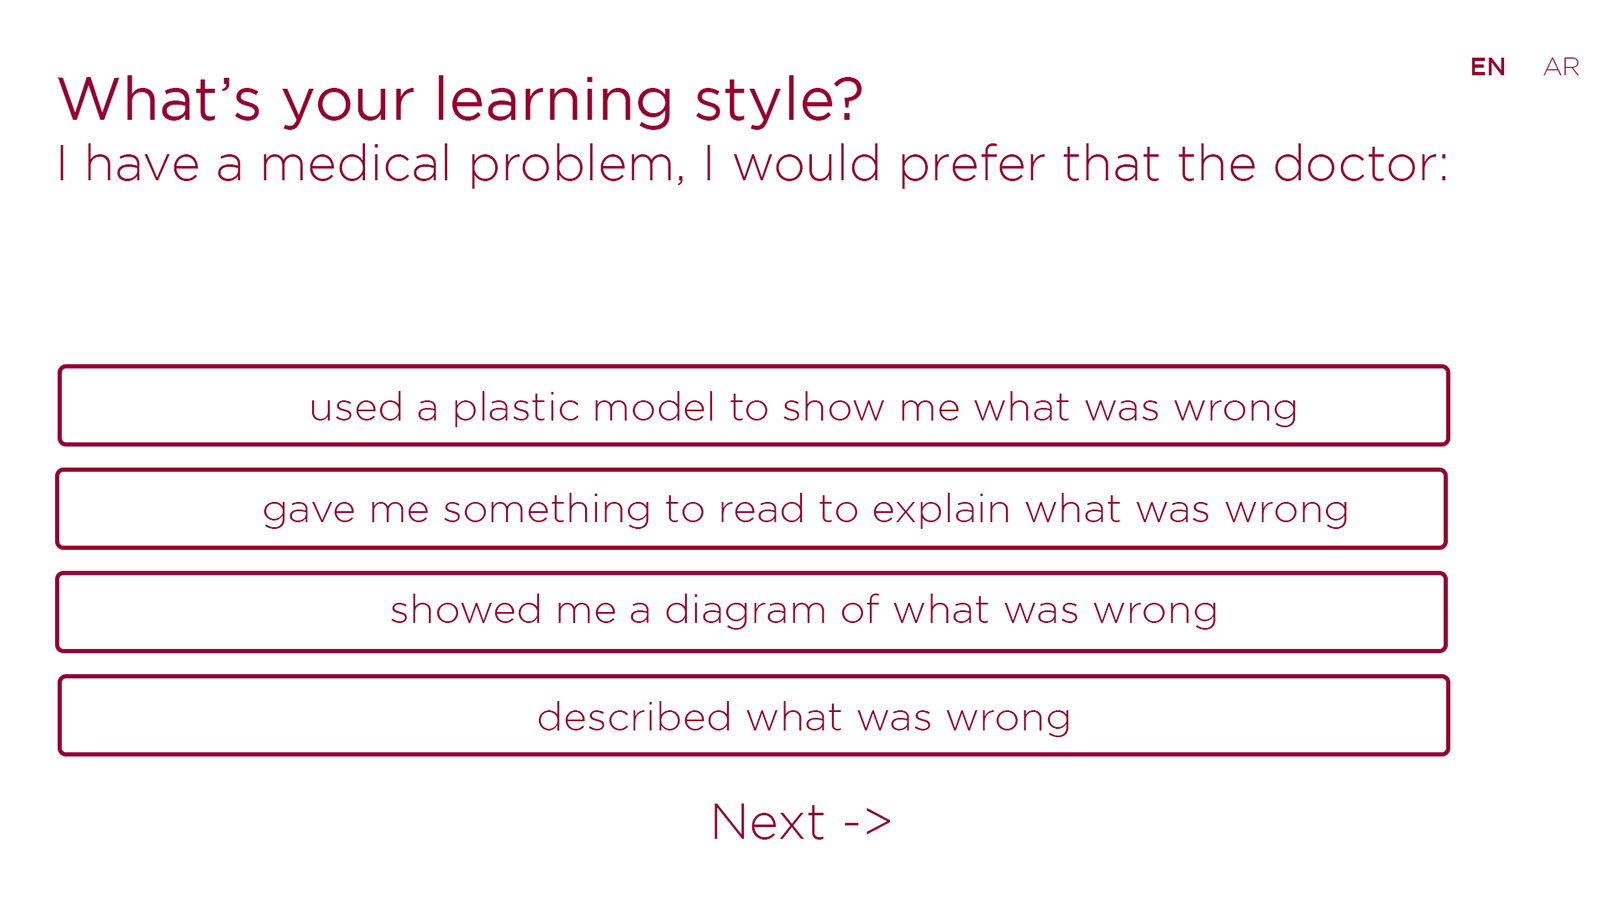 EN AR
What’s your learning style?
I have a medical problem, I would prefer that the doctor:
used a plastic model to show me what was wrong
gave me something to read to explain what was wrong
showed me a diagram of what was wrong
described what was wrong
Next ->